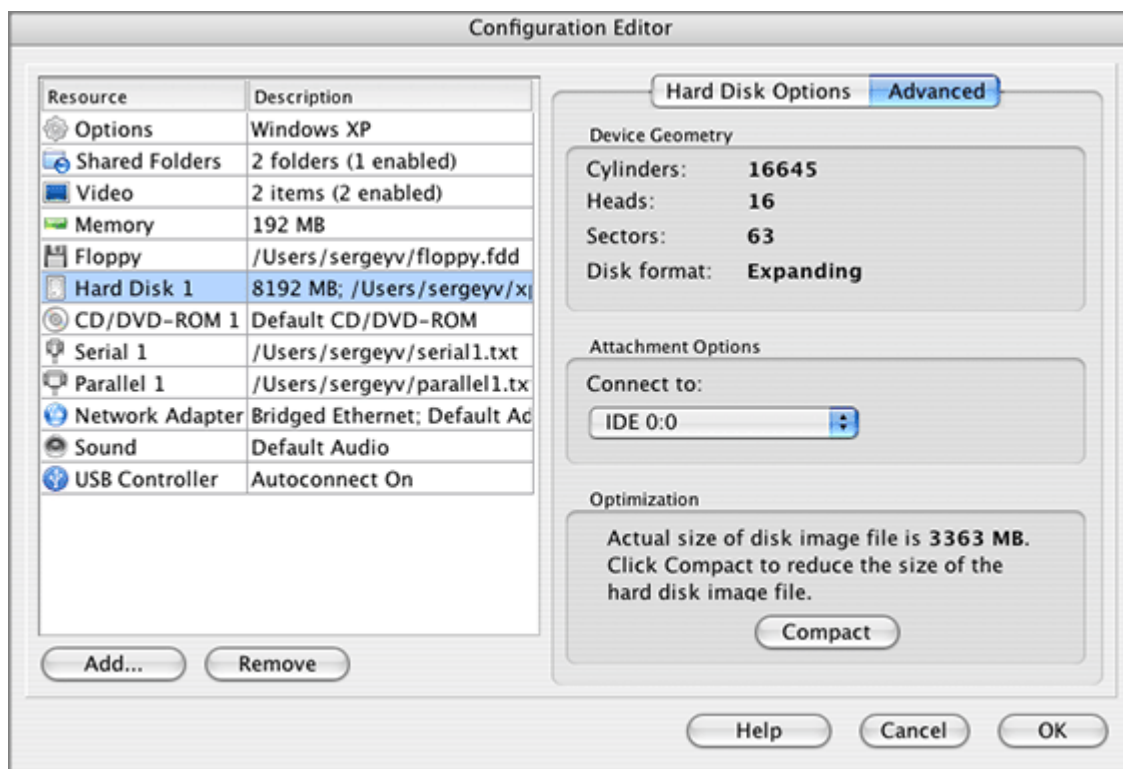 Configuration Editor
Resource Description
Options Windows XP
Shared Folders 2 folders (1 enabled)
Video 2 items (2 enabled)
Memory 192 MB
Floppy /Users/sergeyv/floppy.fdd
Hard Disk 1 8192 MB; /Users/sergeyv/xp
CD/DVD-ROM 1 Default CD/DVD-ROM
Serial 1 /Users/sergeyv/serial1.txt
Parallel 1 /Users/sergeyv/parallel1.tx
Network Adapter Bridged Ethernet; Default Ad
Sound Default Audio
USB Controller Autoconnect On
Add... Remove
Hard Disk Options Advanced
Device Geometry
Cylinders: 16645
Heads: 16
Sectors: 63
Disk format: Expanding
Attachment Options
Connect to:
IDE 0:0
Optimization
Actual size of disk image file is 3363 MB.
Click Compact to reduce the size of the
hard disk image file.
Compact
Help Cancel OK